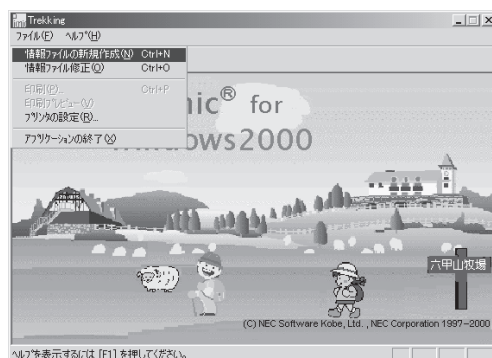 Trekking
ファイル(F) ヘルプ(H)
情報ファイルの新規作成(N) Ctrl+N
情報ファイル修正(O) Ctrl+O
印刷(P)... Ctrl+P
印刷プレビュー(V)
プリンタの設定(R)...
アプリケーションの終了(X)
ic® for
ows2000
六甲山牧場
(C) NEC Software Kobe, Ltd. , NEC Corporation 1997-2000
ヘルプを表示するには [F1] を押してください。